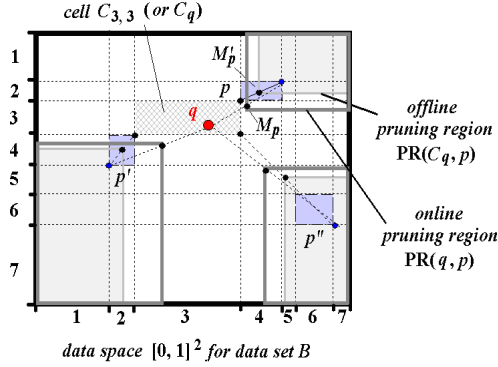 cell C3, 3 (or Cq)
1
2
3
4
5
6
7
M'p
p
q
Mp
p'
p"
offline
pruning region
PR(Cq, p)
online
pruning region
PR(q, p)
1 2 3 4 5 6 7
data space [0, 1]2 for data set B